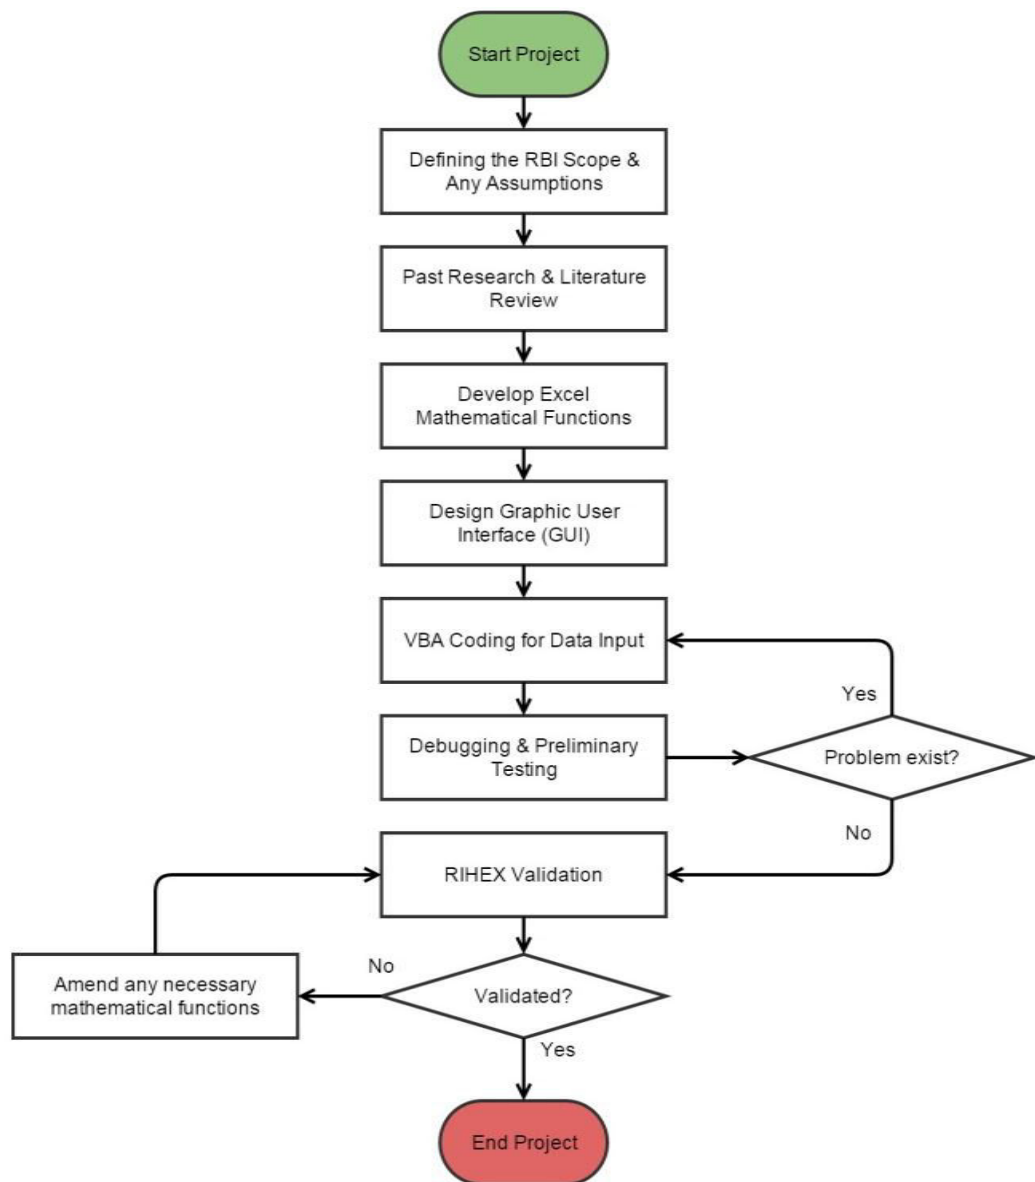 Start Project
Defining the RBI Scope &
Any Assumptions
Past Research & Literature
Review
Develop Excel
Mathematical Functions
Design Graphic User
Interface (GUI)
VBA Coding for Data Input
Yes
Debugging & Preliminary
Testing
Problem exist?
No
RIHEX Validation
No
Amend any necessary
mathematical functions
Validated?
Yes
End Project